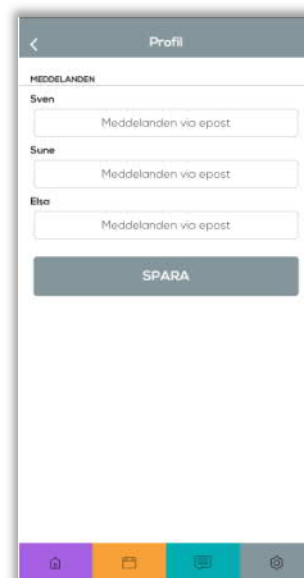 Profil
MEDDELANDEN
Sven
Meddelanden via epost
Sune
Meddelanden via epost
Elsa
Meddelanden via epost
SPARA